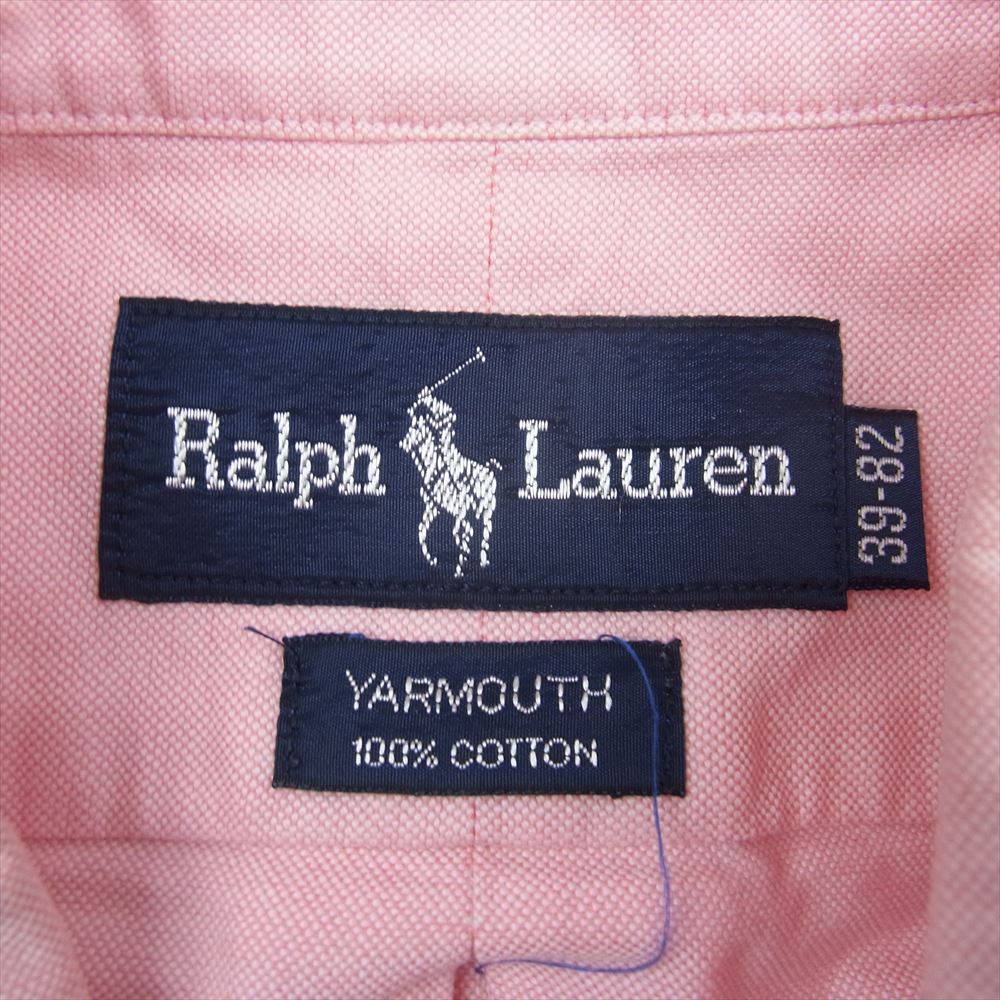 Ralph Lauren
39-82
YARMOUTH
100% COTTON